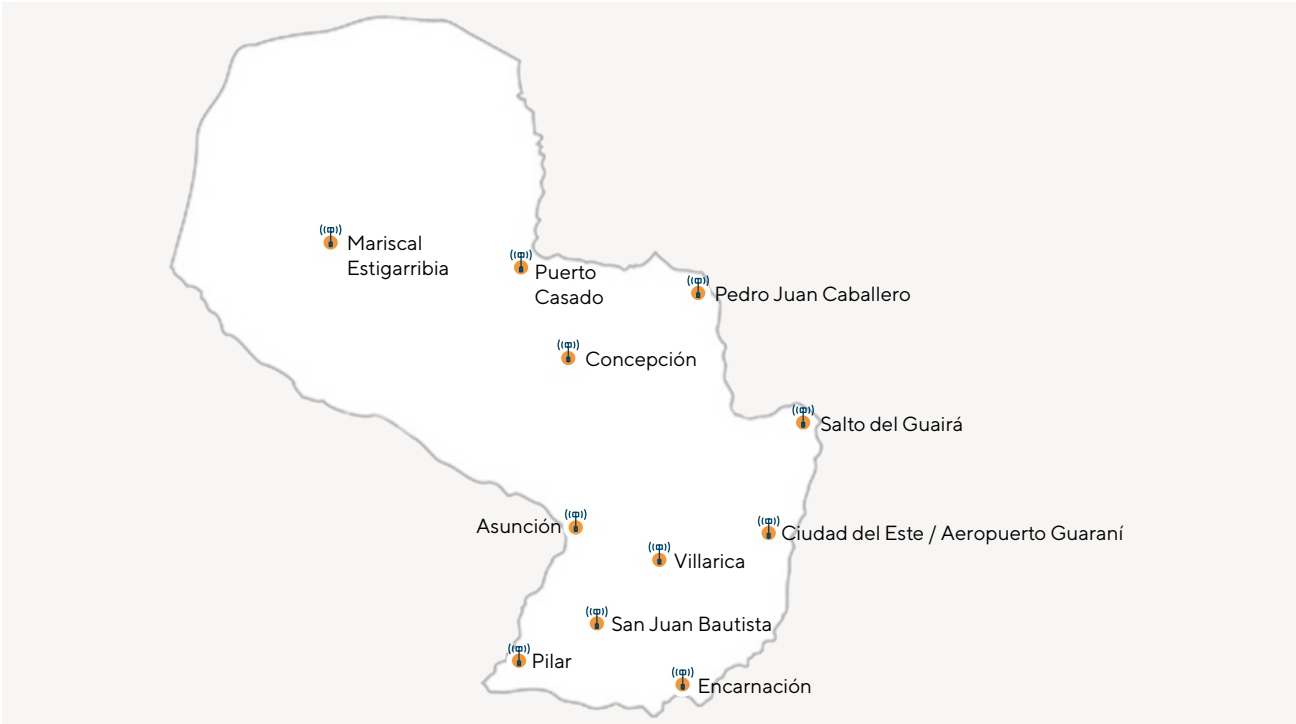 Mariscal
Estigarribia
Puerto
Casado
Pedro Juan Caballero
Concepción
Salto del Guairá
Asunción
Ciudad del Este / Aeropuerto Guaraní
Villarica
San Juan Bautista
Pilar
Encarnación